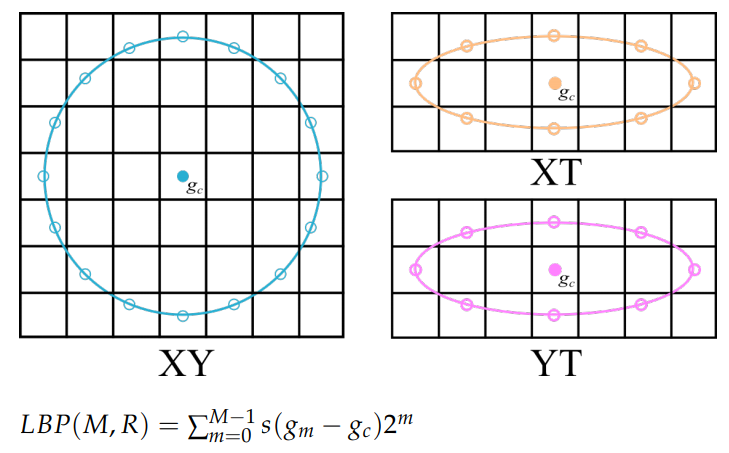 g_c
XY
g_c
XT
g_c
YT
LBP(M, R) = ∑_{m=0}^{M−1} s(g_m − g_c)2^m